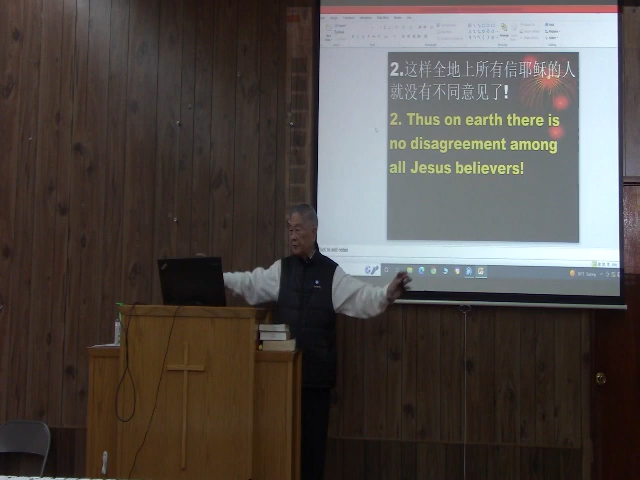 2.这样全地上所有信耶稣的人
就没有不同意见了!
2. Thus on earth there is
no disagreement among
all Jesus believers!